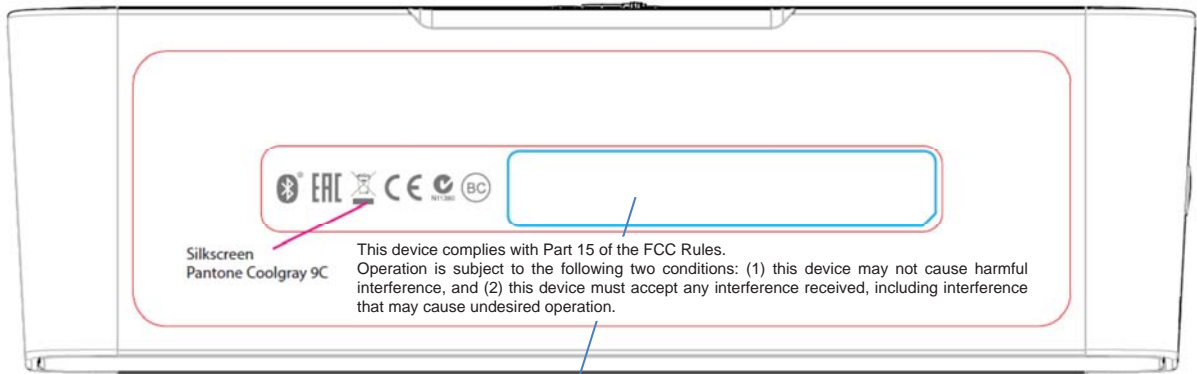 EAC CE N11360 BC
Silkscreen
Pantone Coolgray 9C
This device complies with Part 15 of the FCC Rules.
Operation is subject to the following two conditions: (1) this device may not cause harmful
interference, and (2) this device must accept any interference received, including interference
that may cause undesired operation.